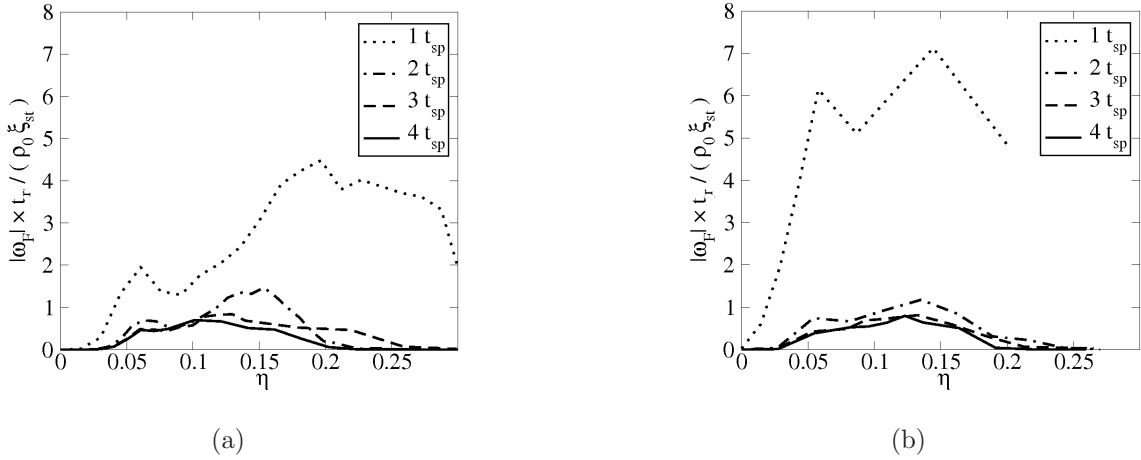 8
7
6
5
4
3
2
1
0
|ω_F| × t_r / ( ρ_0 ξ_st )
1 t_sp
2 t_sp
3 t_sp
4 t_sp
0 0.05 0.1 0.15 0.2 0.25
η
(a)
8
7
6
5
4
3
2
1
0
|ω_F| × t_r / ( ρ_0 ξ_st )
1 t_sp
2 t_sp
3 t_sp
4 t_sp
0 0.05 0.1 0.15 0.2 0.25
η
(b)